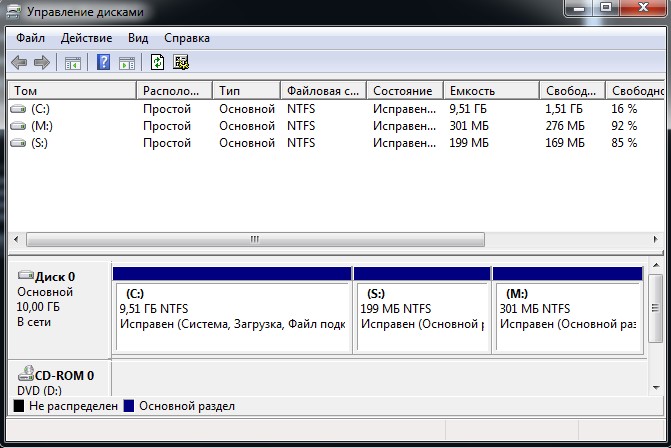 Управление дисками
Файл Действие Вид Справка
Том Располо... Тип Файловая с... Состояние Емкость Свобод... Свободно
(C:) Простой Основной NTFS Исправен... 9,51 ГБ 1,51 ГБ 16 %
(M:) Простой Основной NTFS Исправен... 301 МБ 276 МБ 92 %
(S:) Простой Основной NTFS Исправен... 199 МБ 169 МБ 85 %
Диск 0
Основной
10,00 ГБ
В сети
(C:)
9,51 ГБ NTFS
Исправен (Система, Загрузка, Файл подк
(S:)
199 МБ NTFS
Исправен (Основной р
(M:)
301 МБ NTFS
Исправен (Основной раз
CD-ROM 0
DVD (D:)
Не распределен Основной раздел